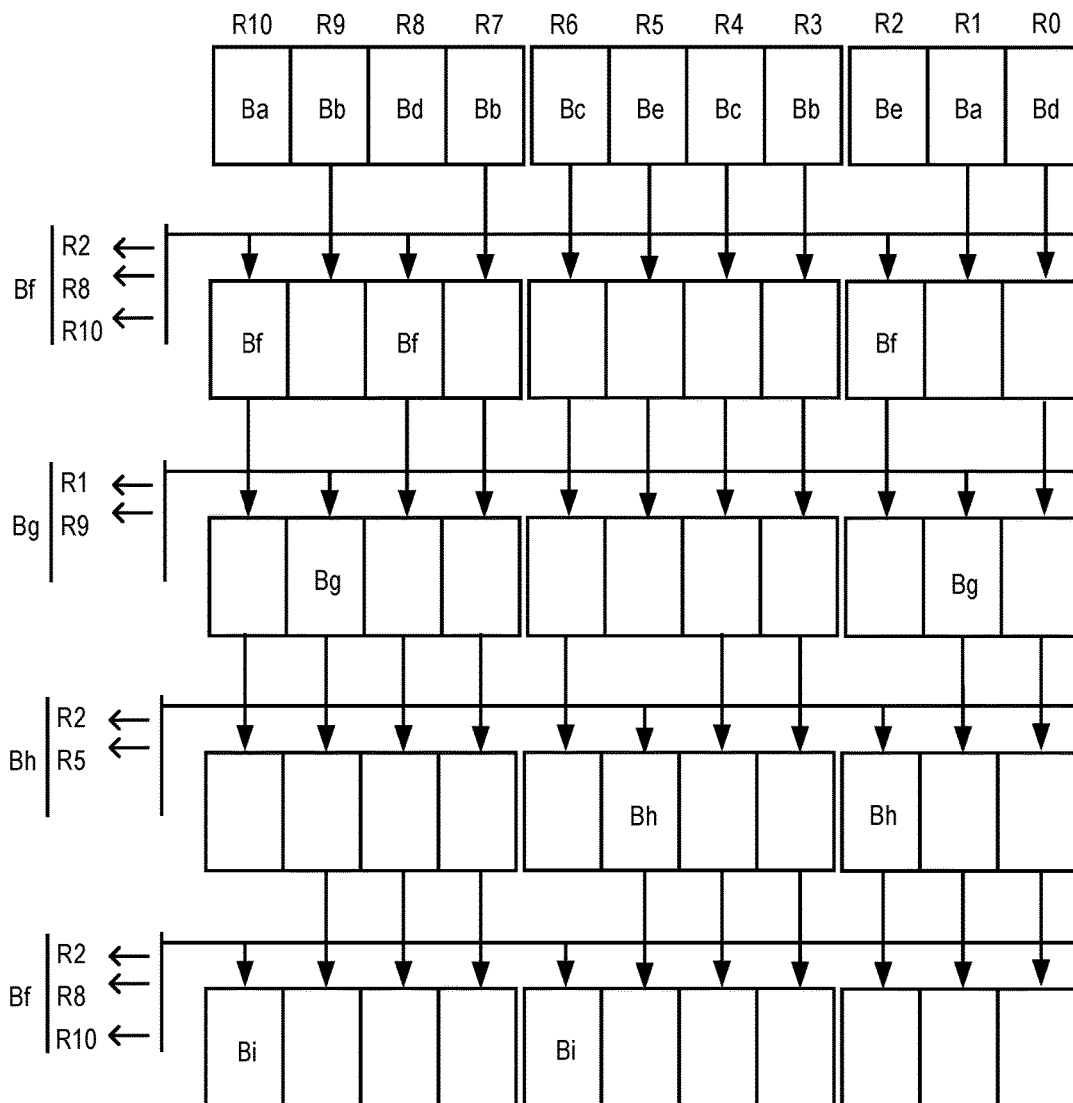 R10 R9 R8 R7 R6 R5 R4 R3 R2 R1 R0
Ba Bb Bd Bb Bc Be Bc Bb Be Ba Bd
R2
Bf R8
R10
Bf Bf Bf
R1
Bg R9
Bg Bg
R2
Bh R5
Bh Bh
R2
Bf R8
R10
Bi Bi